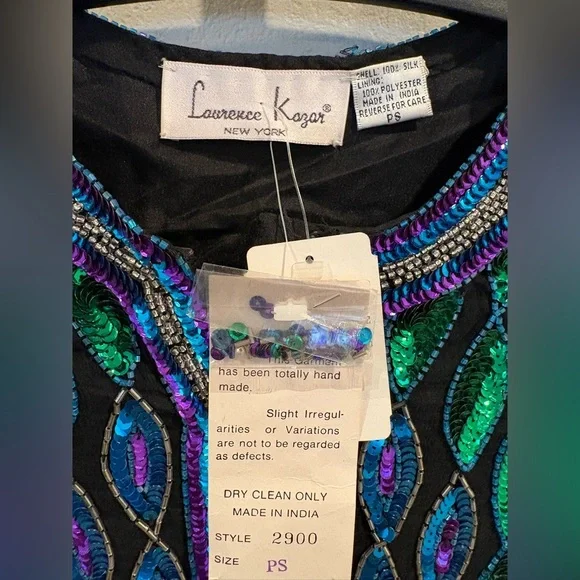 Laurence Kazar®
NEW YORK
SHELL: 100% SILK
LINING:
100% POLYESTER
MADE IN INDIA
REVERSE FOR CARE
PS
This Garment
has been totally hand
made.
Slight Irregul-
arities or Variations
are not to be regarded
as defects.
DRY CLEAN ONLY
MADE IN INDIA
STYLE 2900
SIZE PS